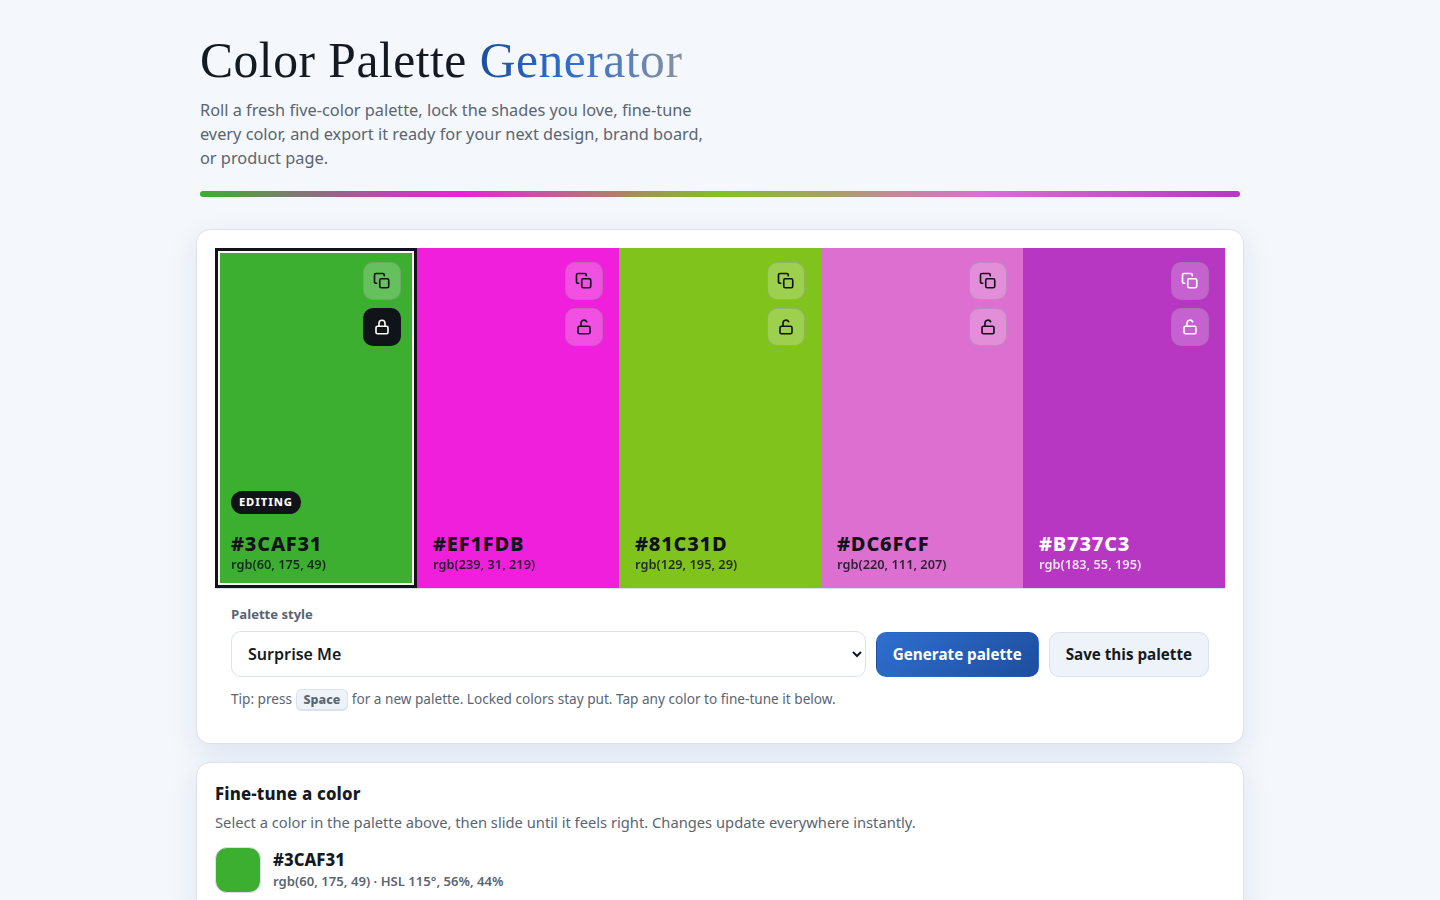 Color Palette Generator
Roll a fresh five-color palette, lock the shades you love, fine-tune
every color, and export it ready for your next design, brand board,
or product page.
EDITING
#3CAF31
rgb(60, 175, 49)
#EF1FDB
rgb(239, 31, 219)
#81C31D
rgb(129, 195, 29)
#DC6FCF
rgb(220, 111, 207)
#B737C3
rgb(183, 55, 195)
Palette style
Surprise Me
Generate palette
Save this palette
Tip: press Space for a new palette. Locked colors stay put. Tap any color to fine-tune it below.
Fine-tune a color
Select a color in the palette above, then slide until it feels right. Changes update everywhere instantly.
#3CAF31
rgb(60, 175, 49) · HSL 115°, 56%, 44%